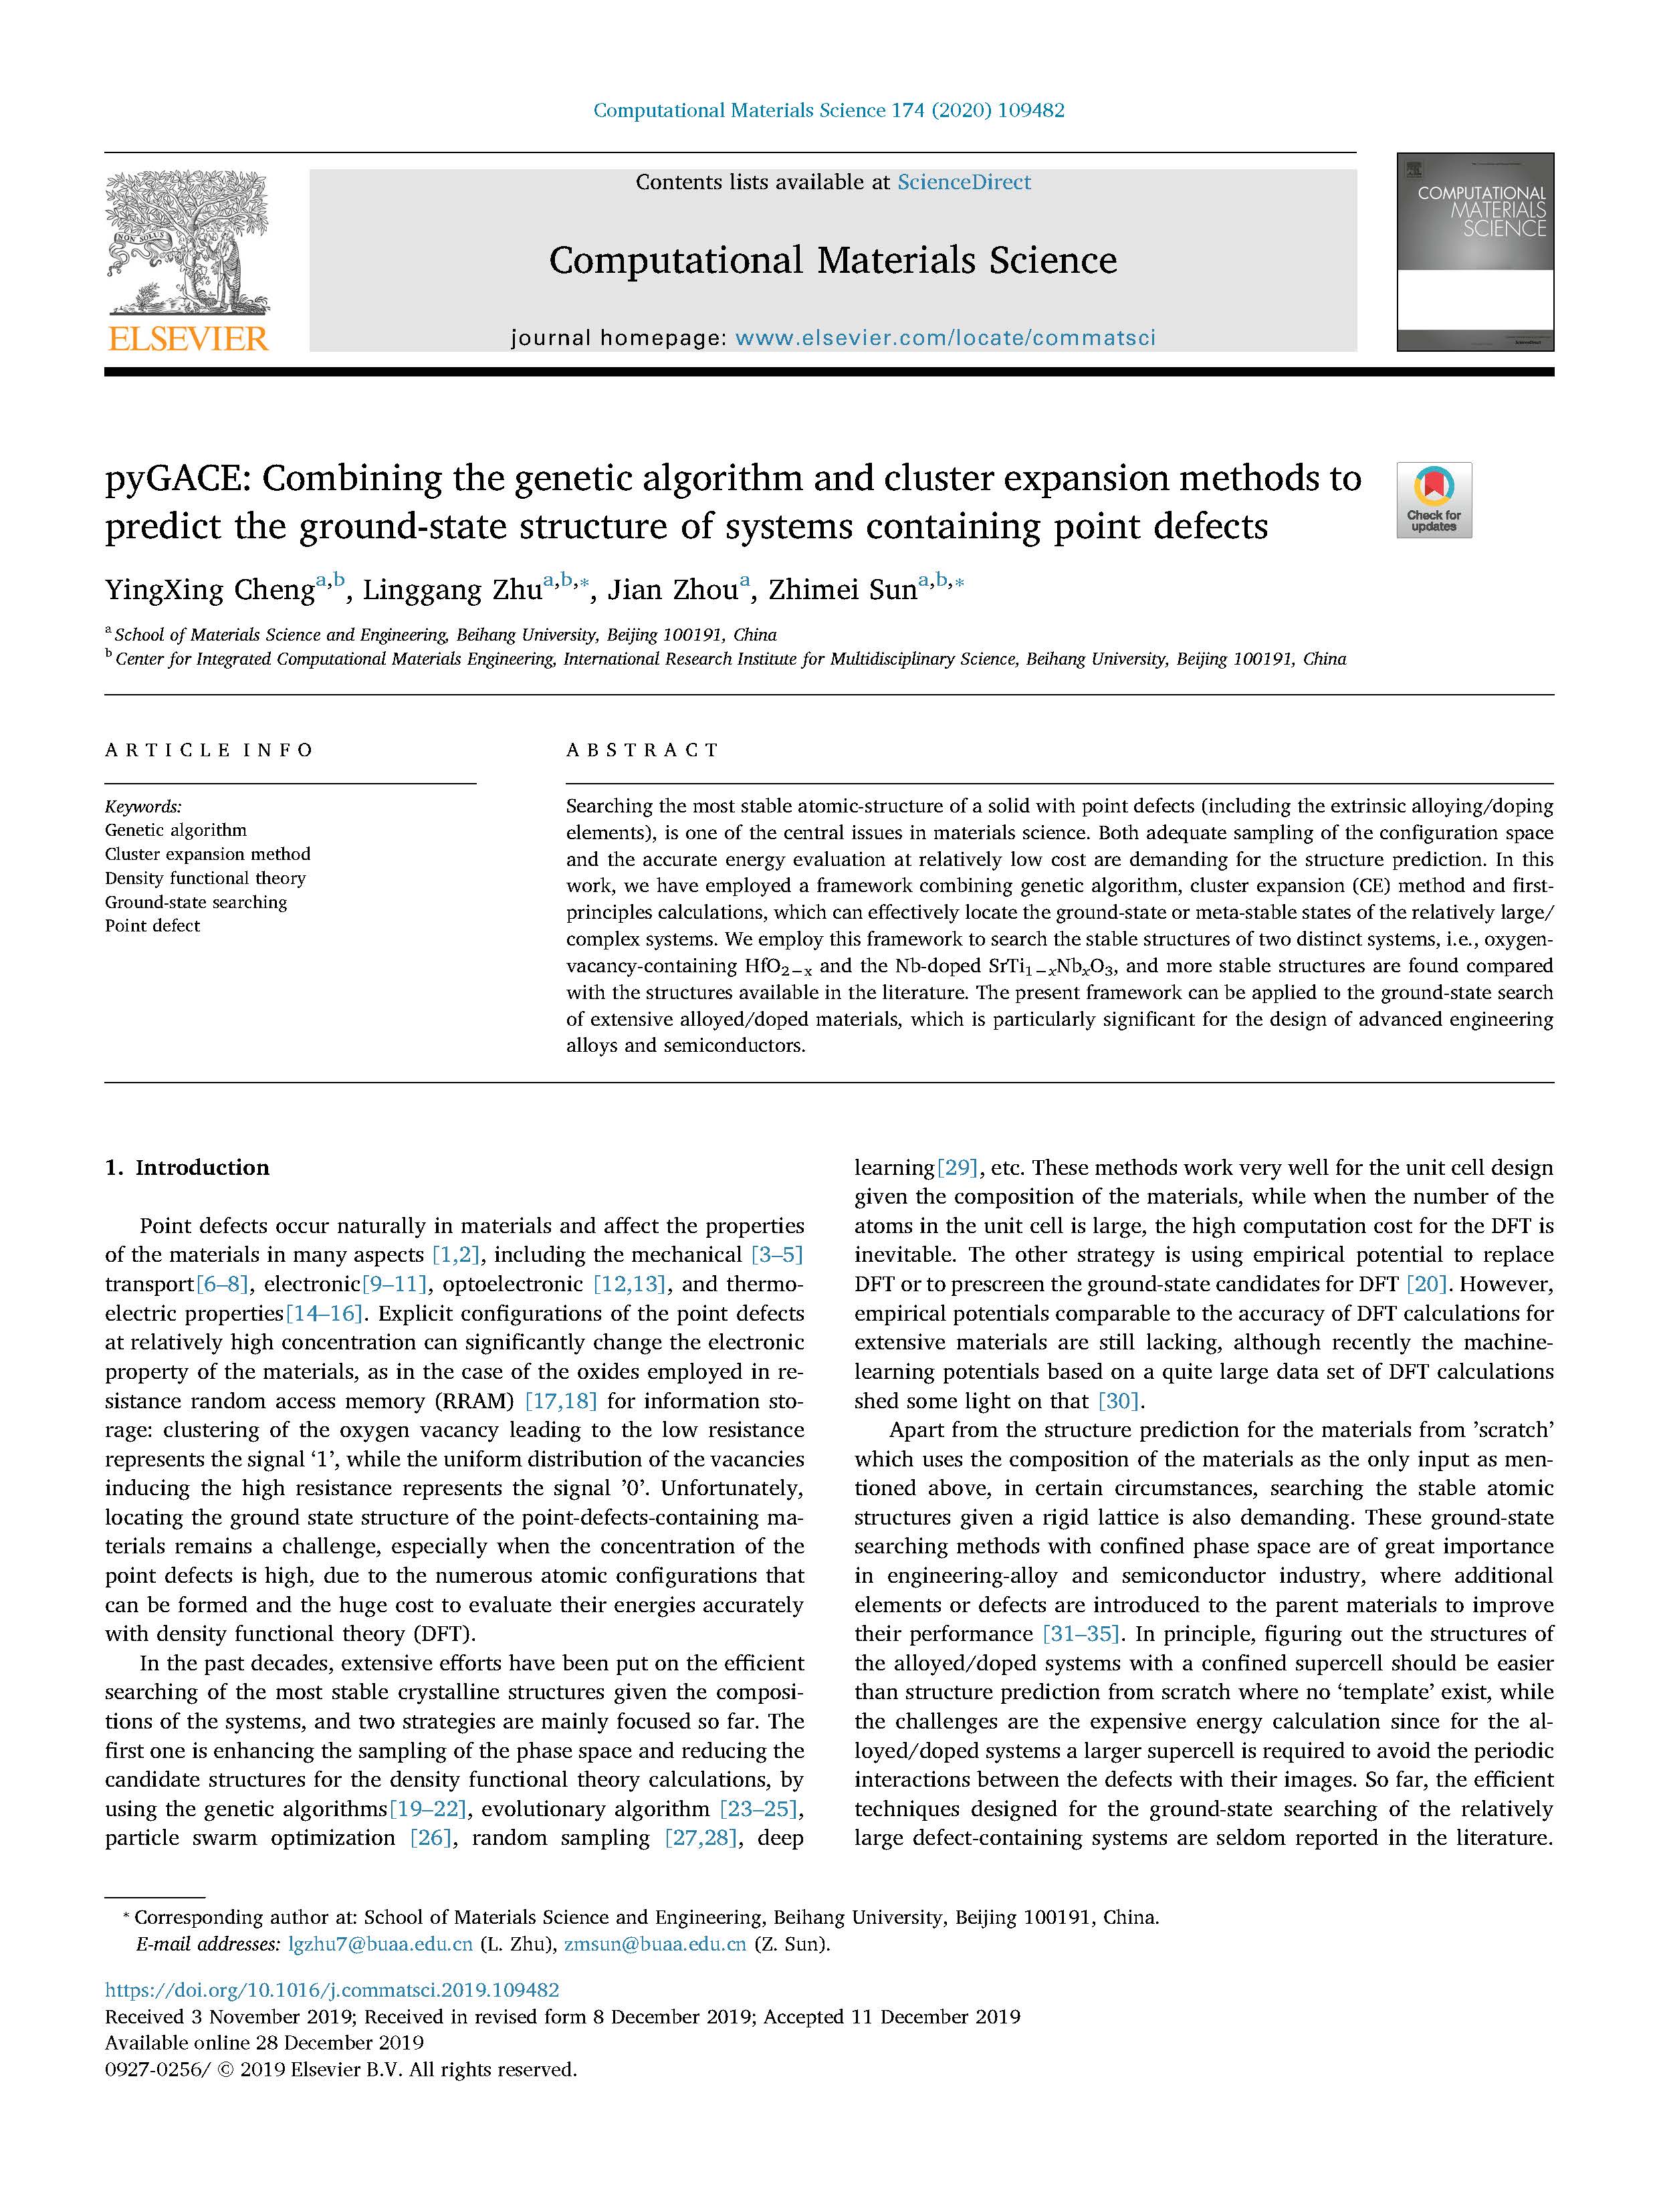 Computational Materials Science 174 (2020) 109482
Contents lists available at ScienceDirect
Computational Materials Science
journal homepage: www.elsevier.com/locate/commatsci
NON SOLUS
ELSEVIER
COMPUTATIONAL
MATERIALS
SCIENCE
pyGACE: Combining the genetic algorithm and cluster expansion methods to
predict the ground-state structure of systems containing point defects
Check for
updates
YingXing Cheng^a,b, Linggang Zhu^a,b,*, Jian Zhou^a, Zhimei Sun^a,b,*
^a School of Materials Science and Engineering, Beihang University, Beijing 100191, China
^b Center for Integrated Computational Materials Engineering, International Research Institute for Multidisciplinary Science, Beihang University, Beijing 100191, China
ARTICLE INFO
Keywords:
Genetic algorithm
Cluster expansion method
Density functional theory
Ground-state searching
Point defect
ABSTRACT
Searching the most stable atomic-structure of a solid with point defects (including the extrinsic alloying/doping
elements), is one of the central issues in materials science. Both adequate sampling of the configuration space
and the accurate energy evaluation at relatively low cost are demanding for the structure prediction. In this
work, we have employed a framework combining genetic algorithm, cluster expansion (CE) method and first-
principles calculations, which can effectively locate the ground-state or meta-stable states of the relatively large/
complex systems. We employ this framework to search the stable structures of two distinct systems, i.e., oxygen-
vacancy-containing HfO₂₋ₓ and the Nb-doped SrTi₁₋ₓNbₓO₃, and more stable structures are found compared
with the structures available in the literature. The present framework can be applied to the ground-state search
of extensive alloyed/doped materials, which is particularly significant for the design of advanced engineering
alloys and semiconductors.
1. Introduction
Point defects occur naturally in materials and affect the properties
of the materials in many aspects [1,2], including the mechanical [3–5]
transport[6–8], electronic[9–11], optoelectronic [12,13], and thermo-
electric properties[14–16]. Explicit configurations of the point defects
at relatively high concentration can significantly change the electronic
property of the materials, as in the case of the oxides employed in re-
sistance random access memory (RRAM) [17,18] for information sto-
rage: clustering of the oxygen vacancy leading to the low resistance
represents the signal ‘1’, while the uniform distribution of the vacancies
inducing the high resistance represents the signal ’0’. Unfortunately,
locating the ground state structure of the point-defects-containing ma-
terials remains a challenge, especially when the concentration of the
point defects is high, due to the numerous atomic configurations that
can be formed and the huge cost to evaluate their energies accurately
with density functional theory (DFT).
In the past decades, extensive efforts have been put on the efficient
searching of the most stable crystalline structures given the composi-
tions of the systems, and two strategies are mainly focused so far. The
first one is enhancing the sampling of the phase space and reducing the
candidate structures for the density functional theory calculations, by
using the genetic algorithms[19–22], evolutionary algorithm [23–25],
particle swarm optimization [26], random sampling [27,28], deep
learning[29], etc. These methods work very well for the unit cell design
given the composition of the materials, while when the number of the
atoms in the unit cell is large, the high computation cost for the DFT is
inevitable. The other strategy is using empirical potential to replace
DFT or to prescreen the ground-state candidates for DFT [20]. However,
empirical potentials comparable to the accuracy of DFT calculations for
extensive materials are still lacking, although recently the machine-
learning potentials based on a quite large data set of DFT calculations
shed some light on that [30].
Apart from the structure prediction for the materials from ’scratch’
which uses the composition of the materials as the only input as men-
tioned above, in certain circumstances, searching the stable atomic
structures given a rigid lattice is also demanding. These ground-state
searching methods with confined phase space are of great importance
in engineering-alloy and semiconductor industry, where additional
elements or defects are introduced to the parent materials to improve
their performance [31–35]. In principle, figuring out the structures of
the alloyed/doped systems with a confined supercell should be easier
than structure prediction from scratch where no ‘template’ exist, while
the challenges are the expensive energy calculation since for the al-
loyed/doped systems a larger supercell is required to avoid the periodic
interactions between the defects with their images. So far, the efficient
techniques designed for the ground-state searching of the relatively
large defect-containing systems are seldom reported in the literature.
* Corresponding author at: School of Materials Science and Engineering, Beihang University, Beijing 100191, China.
E-mail addresses: lgzhu7@buaa.edu.cn (L. Zhu), zmsun@buaa.edu.cn (Z. Sun).
https://doi.org/10.1016/j.commatsci.2019.109482
Received 3 November 2019; Received in revised form 8 December 2019; Accepted 11 December 2019
Available online 28 December 2019
0927-0256/ © 2019 Elsevier B.V. All rights reserved.